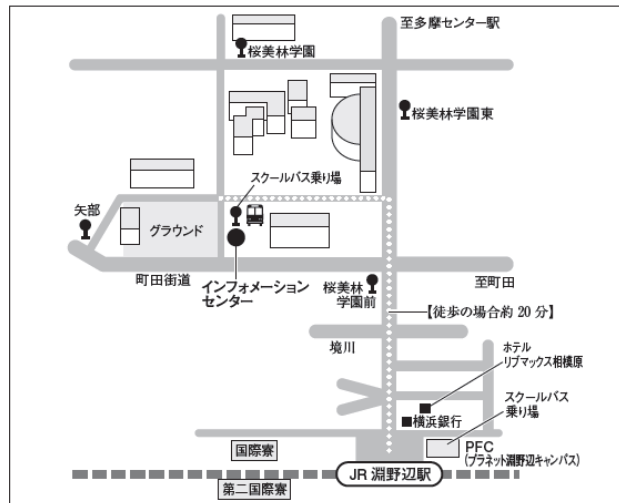 至多摩センター駅
桜美林学園
桜美林学園東
スクールバス乗り場
矢部
グラウンド
町田街道
インフォメーション
センター
桜美林
学園前
至町田
【徒歩の場合約20分】
境川
ホテル
リブマックス相模原
スクールバス
乗り場
横浜銀行
国際寮
PFC
(プラネット淵野辺キャンパス)
JR 淵野辺駅
第二国際寮